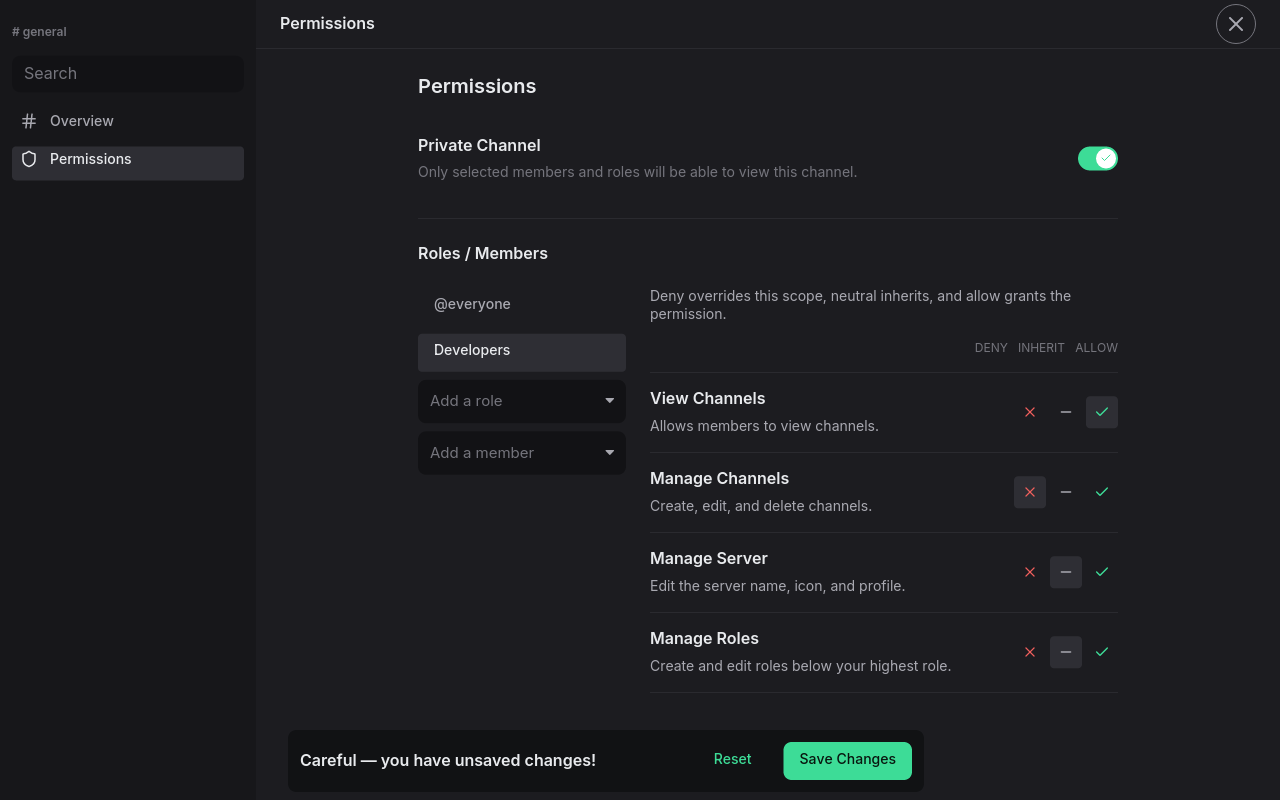 # general
Search
Overview
Permissions
Permissions
Permissions
Private Channel
Only selected members and roles will be able to view this channel.
Roles / Members
@everyone
Developers
Add a role
Add a member
Deny overrides this scope, neutral inherits, and allow grants the
permission.
DENY INHERIT ALLOW
View Channels
Allows members to view channels.
Manage Channels
Create, edit, and delete channels.
Manage Server
Edit the server name, icon, and profile.
Manage Roles
Create and edit roles below your highest role.
Careful — you have unsaved changes!
Reset
Save Changes